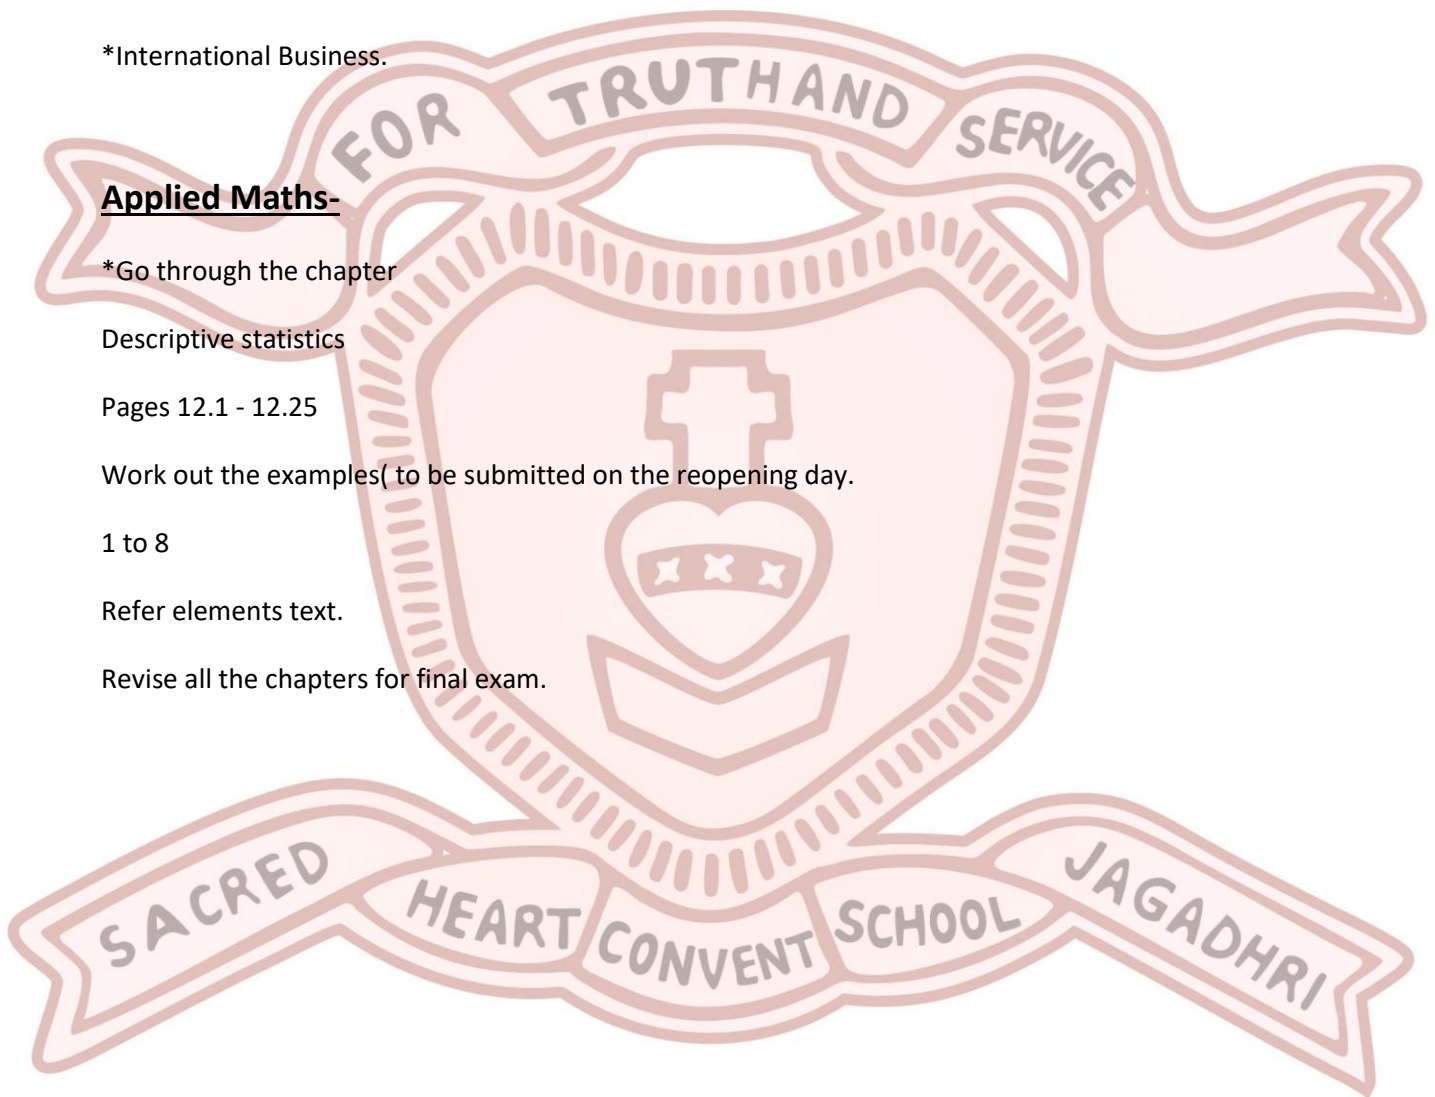 *International Business.
FOR TRUTH AND SERVICE
Applied Maths-
*Go through the chapter
Descriptive statistics
Pages 12.1 - 12.25
Work out the examples( to be submitted on the reopening day.
1 to 8
Refer elements text.
Revise all the chapters for final exam.
SACRED HEART CONVENT SCHOOL JAGADHRI